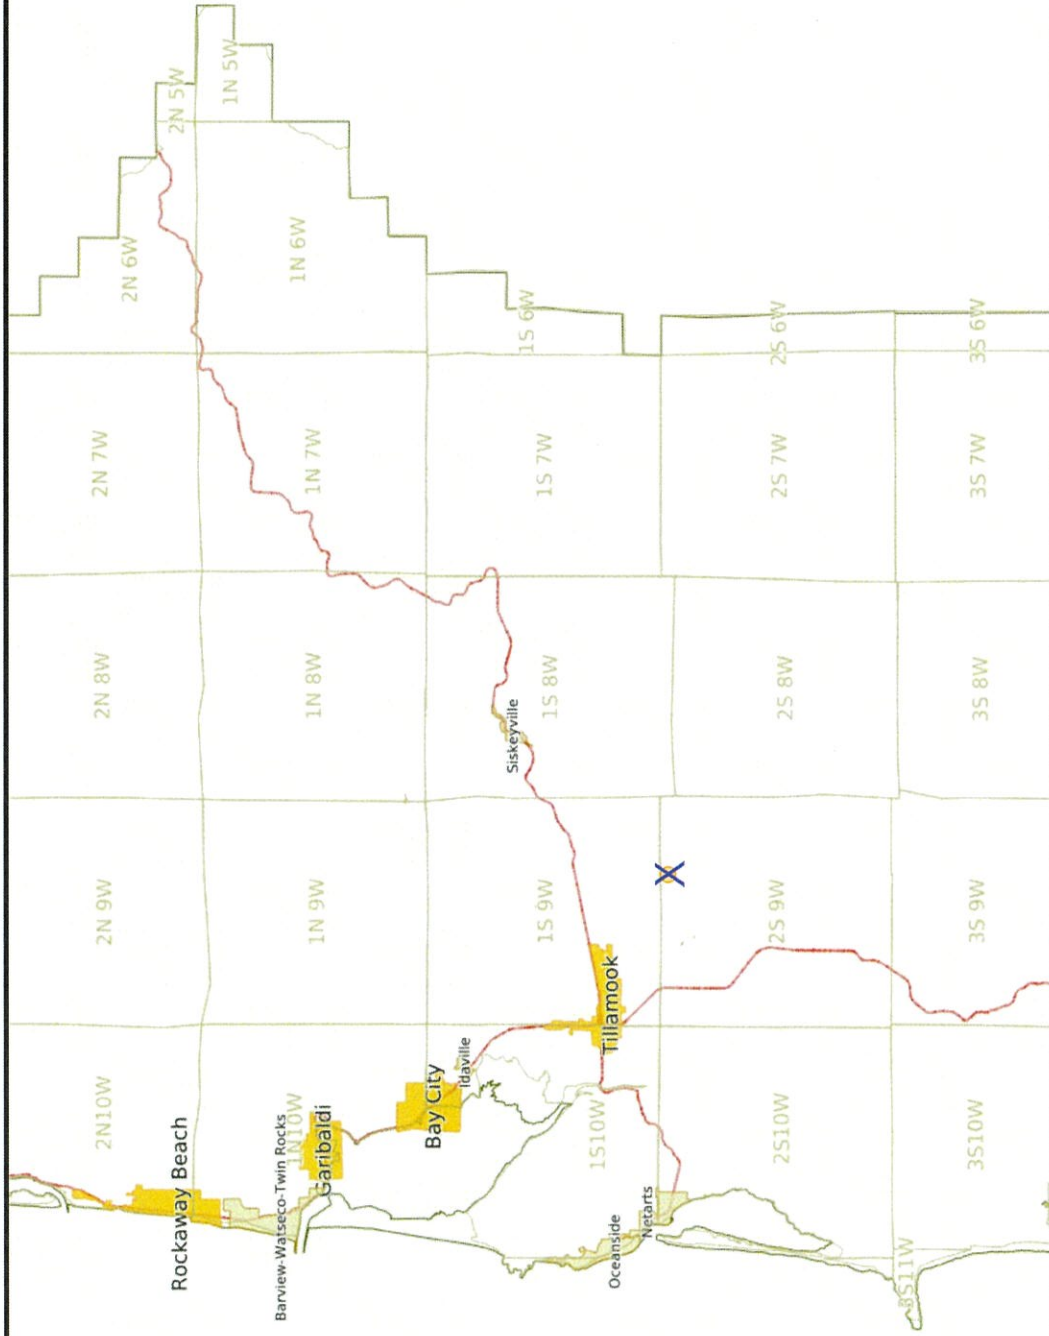 2N 5W
1N 5W
2N 6W
1N 6W
1S 6W
2S 6W
3S 6W
2N 7W
1N 7W
1S 7W
2S 7W
3S 7W
2N 8W
1N 8W
1S 8W
2S 8W
3S 8W
Siskeyville
2N 9W
1N 9W
1S 9W
2S 9W
3S 9W
X
Tillamook
Idaville
Bay City
2N10W
1N10W
1S10W
2S10W
3S10W
Garibaldi
Rockaway Beach
Barview-Watseco-Twin Rocks
Netarts
Oceanside
3S11W